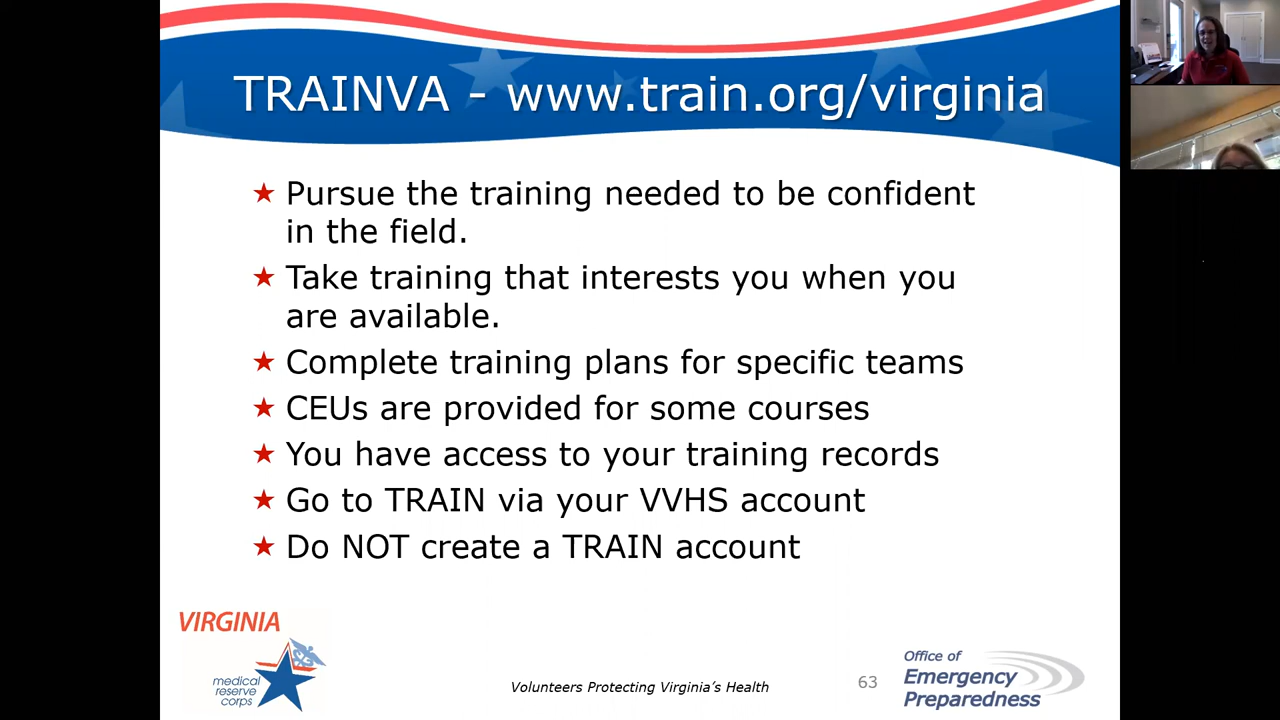 TRAINVA - www.train.org/virginia
★ Pursue the training needed to be confident
in the field.
★ Take training that interests you when you
are available.
★ Complete training plans for specific teams
★ CEUs are provided for some courses
★ You have access to your training records
★ Go to TRAIN via your VVHS account
★ Do NOT create a TRAIN account
VIRGINIA
medical
reserve
corps
Volunteers Protecting Virginia's Health
63
Office of
Emergency
Preparedness